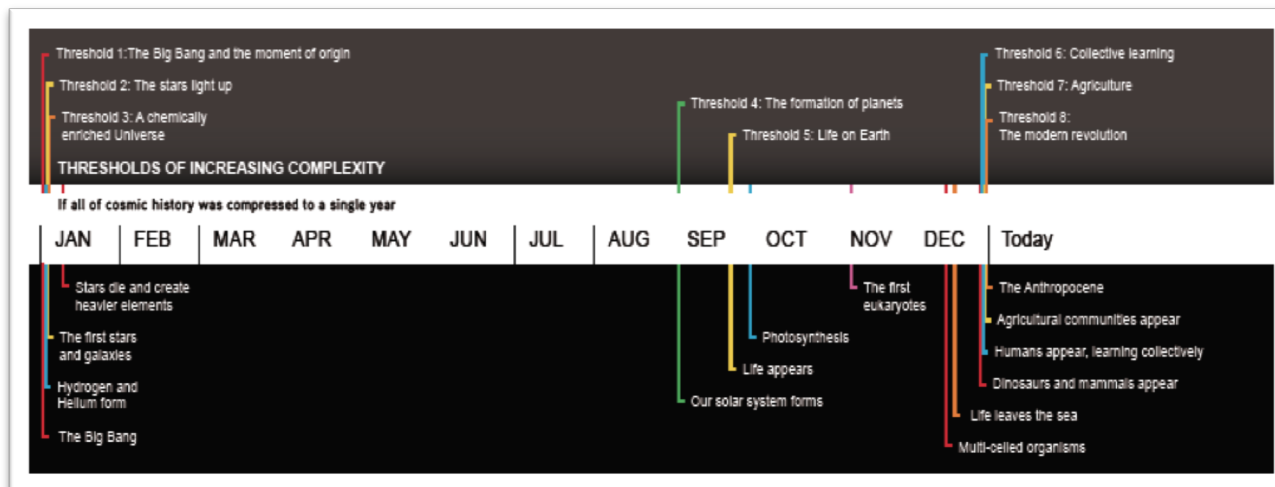 Threshold 1:The Big Bang and the moment of origin
Threshold 2: The stars light up
Threshold 3: A chemically
enriched Universe
THRESHOLDS OF INCREASING COMPLEXITY
Threshold 4: The formation of planets
Threshold 5: Life on Earth
Threshold 6: Collective learning
Threshold 7: Agriculture
Threshold 8:
The modern revolution
If all of cosmic history was compressed to a single year
JAN FEB MAR APR MAY JUN JUL AUG SEP OCT NOV DEC Today
Stars die and create
heavier elements
The first stars
and galaxies
Hydrogen and
Helium form
The Big Bang
Our solar system forms
Life appears
Photosynthesis
The first
eukaryotes
The Anthropocene
Agricultural communities appear
Humans appear, learning collectively
Dinosaurs and mammals appear
Life leaves the sea
Multi-celled organisms